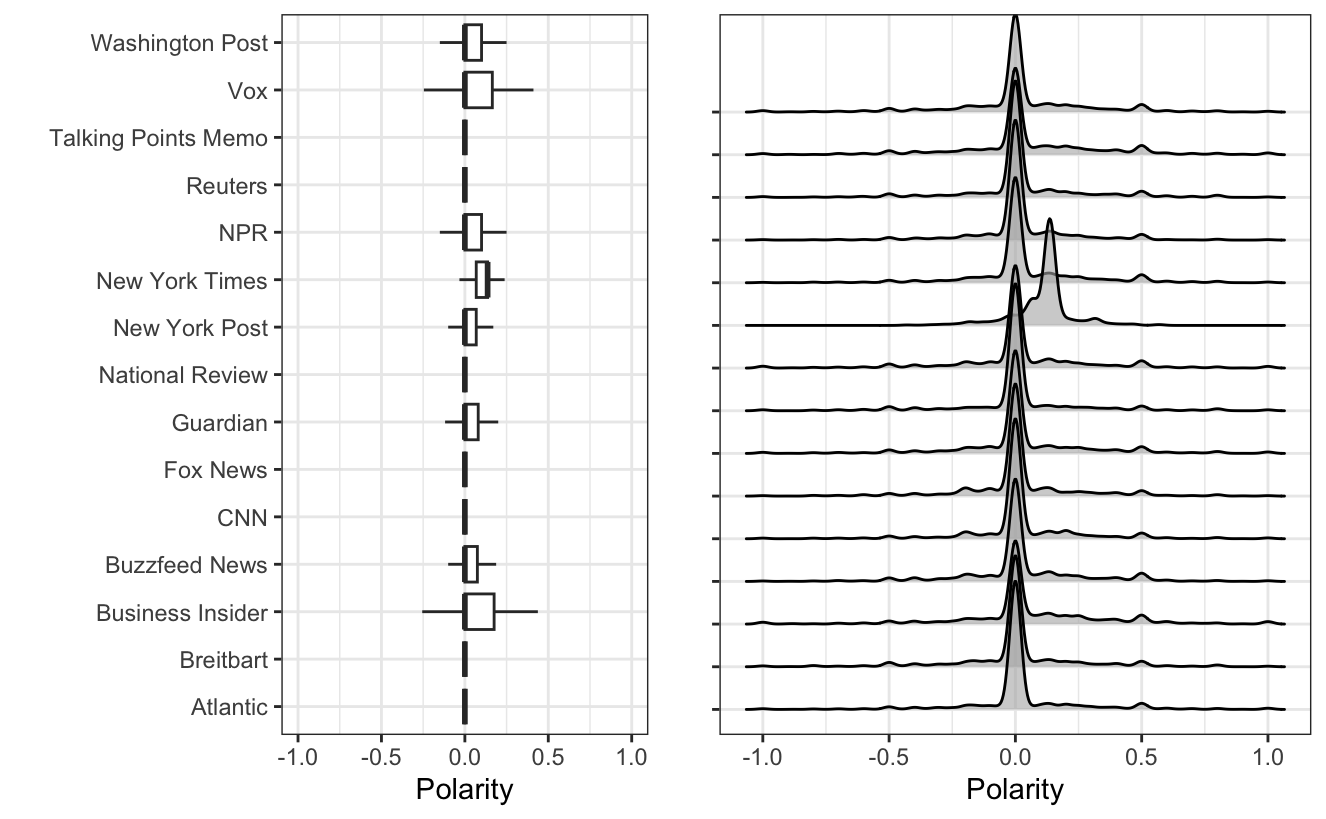 Washington Post
Vox
Talking Points Memo
Reuters
NPR
New York Times
New York Post
National Review
Guardian
Fox News
CNN
Buzzfeed News
Business Insider
Breitbart
Atlantic
-1.0 -0.5 0.0 0.5 1.0
Polarity
-1.0 -0.5 0.0 0.5 1.0
Polarity